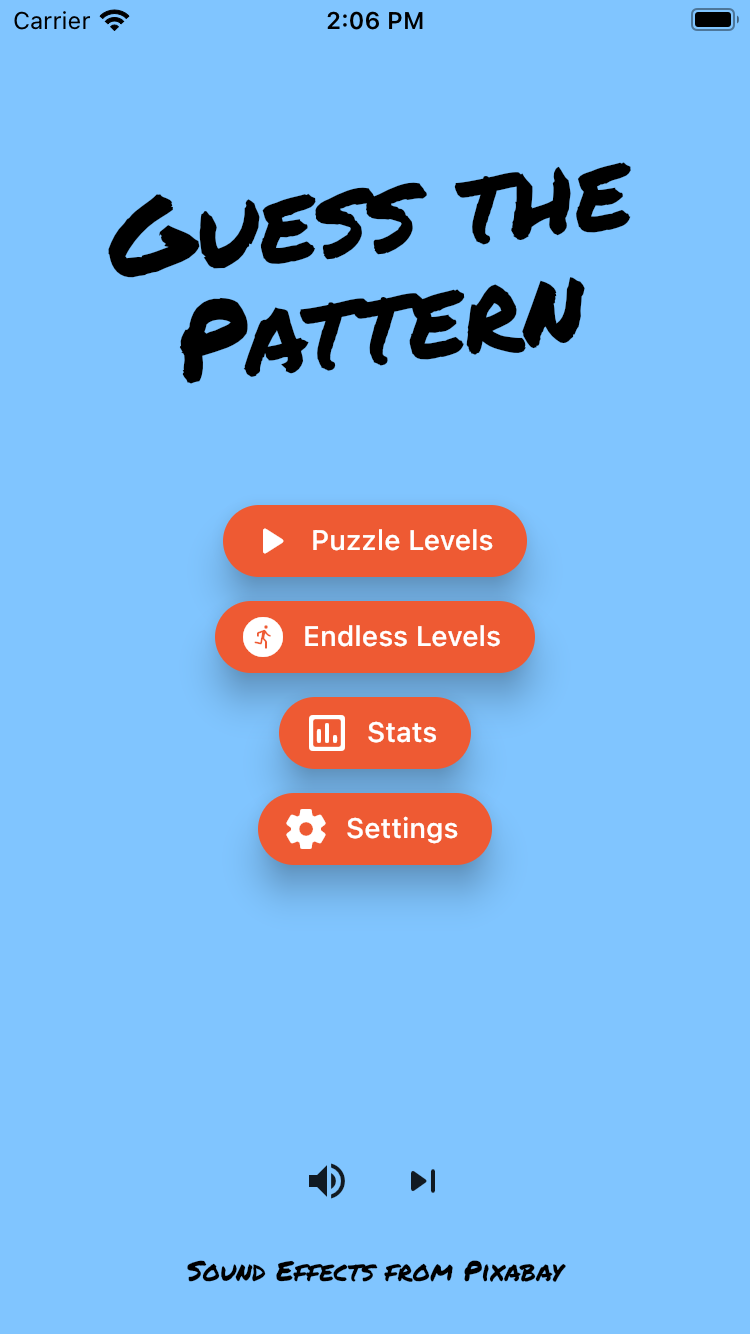 Carrier 2:06 PM
Guess the
Pattern
Puzzle Levels
Endless Levels
Stats
Settings
Sound Effects from Pixabay